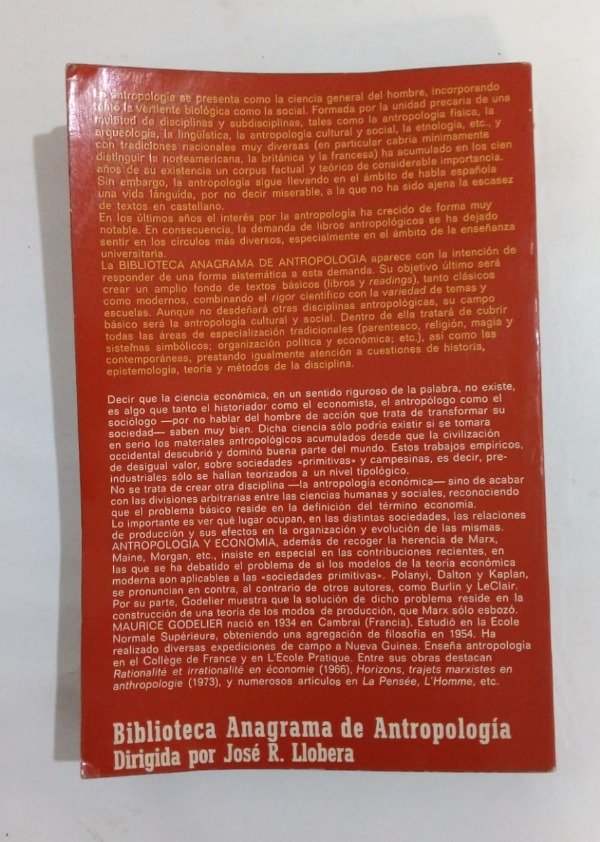 La antropología se presenta como la ciencia general del hombre, incorporando
tanto la vertiente biológica como la social. Formada por la unidad precaria de una
multitud de disciplinas y subdisciplinas, tales como la antropología física, la
arqueología, la lingüística, la antropología cultural y social, la etnología, etc., y
con tradiciones nacionales muy diversas (en particular cabría mínimamente
distinguir la norteamericana, la británica y la francesa) ha acumulado en los cien
años de su existencia un corpus factual y teórico de considerable importancia.
Sin embargo, la antropología sigue llevando en el ámbito de habla española
una vida lánguida, por no decir miserable, a la que no ha sido ajena la escasez
de textos en castellano.
En los últimos años el interés por la antropología ha crecido de forma muy
notable. En consecuencia, la demanda de libros antropológicos se ha dejado
sentir en los círculos más diversos, especialmente en el ámbito de la enseñanza
universitaria.
La BIBLIOTECA ANAGRAMA DE ANTROPOLOGIA aparece con la intención de
responder de una forma sistemática a esta demanda. Su objetivo último será
crear un amplio fondo de textos básicos (libros y readings), tanto clásicos
como modernos, combinando el rigor científico con la variedad de temas y
escuelas. Aunque no desdeñará otras disciplinas antropológicas, su campo
básico será la antropología cultural y social. Dentro de ella tratará de cubrir
todas las áreas de especialización tradicionales (parentesco, religión, magia y
sistemas simbólicos; organización política y económica; etc.), así como las
contemporáneas, prestando igualmente atención a cuestiones de historia,
epistemología, teoría y métodos de la disciplina.
Decir que la ciencia económica, en un sentido riguroso de la palabra, no existe,
es algo que tanto el historiador como el economista, el antropólogo como el
sociólogo —por no hablar del hombre de acción que trata de transformar su
sociedad— saben muy bien. Dicha ciencia sólo podría existir si se tomara
en serio los materiales antropológicos acumulados desde que la civilización
occidental descubrió y dominó buena parte del mundo. Estos trabajos empíricos,
de desigual valor, sobre sociedades «primitivas» y campesinas, es decir, pre-
industriales sólo se hallan teorizados a un nivel tipológico.
No se trata de crear otra disciplina —la antropología económica— sino de acabar
con las divisiones arbitrarias entre las ciencias humanas y sociales, reconociendo
que el problema básico reside en la definición del término economía.
Lo importante es ver qué lugar ocupan, en las distintas sociedades, las relaciones
de producción y sus efectos en la organización y evolución de las mismas.
ANTROPOLOGIA Y ECONOMIA, además de recoger la herencia de Marx,
Maine, Morgan, etc., insiste en especial en las contribuciones recientes, en
las que se ha debatido el problema de si los modelos de la teoría económica
moderna son aplicables a las «sociedades primitivas». Polanyi, Dalton y Kaplan,
se pronuncian en contra, al contrario de otros autores, como Burlin y LeClair.
Por su parte, Godelier muestra que la solución de dicho problema reside en la
construcción de una teoría de los modos de producción, que Marx sólo esbozó.
MAURICE GODELIER nació en 1934 en Cambrai (Francia). Estudió en la Ecole
Normale Supérieure, obteniendo una agregación de filosofía en 1954. Ha
realizado diversas expediciones de campo a Nueva Guinea. Enseña antropología
en el Collège de France y en L'Ecole Pratique. Entre sus obras destacan
Rationalité et irrationalité en économie (1966), Horizons, trajets marxistes en
anthropologie (1973), y numerosos artículos en La Pensée, L'Homme, etc.
Biblioteca Anagrama de Antropología
Dirigida por José R. Llobera